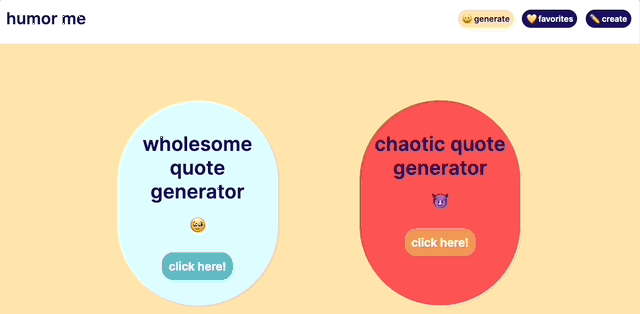 humor me
😄 generate
💛 favorites
✏️ create
wholesome
quote
generator
🥹
click here!
chaotic quote
generator
😈
click here!